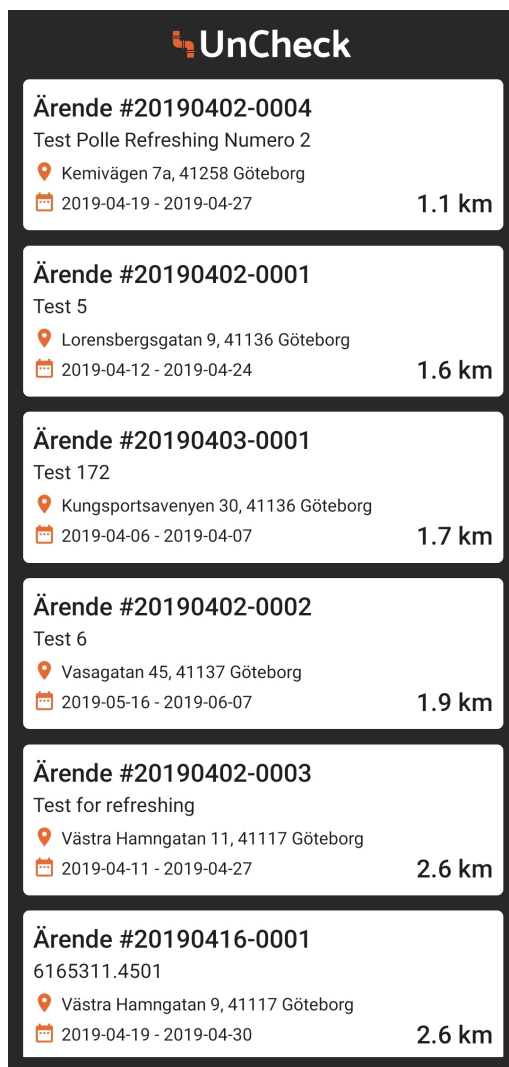 UnCheck
Ärende #20190402-0004
Test Polle Refreshing Numero 2
Kemivägen 7a, 41258 Göteborg
2019-04-19 - 2019-04-27 1.1 km
Ärende #20190402-0001
Test 5
Lorensbergsgatan 9, 41136 Göteborg
2019-04-12 - 2019-04-24 1.6 km
Ärende #20190403-0001
Test 172
Kungsportsavenyen 30, 41136 Göteborg
2019-04-06 - 2019-04-07 1.7 km
Ärende #20190402-0002
Test 6
Vasagatan 45, 41137 Göteborg
2019-05-16 - 2019-06-07 1.9 km
Ärende #20190402-0003
Test for refreshing
Västra Hamngatan 11, 41117 Göteborg
2019-04-11 - 2019-04-27 2.6 km
Ärende #20190416-0001
6165311.4501
Västra Hamngatan 9, 41117 Göteborg
2019-04-19 - 2019-04-30 2.6 km